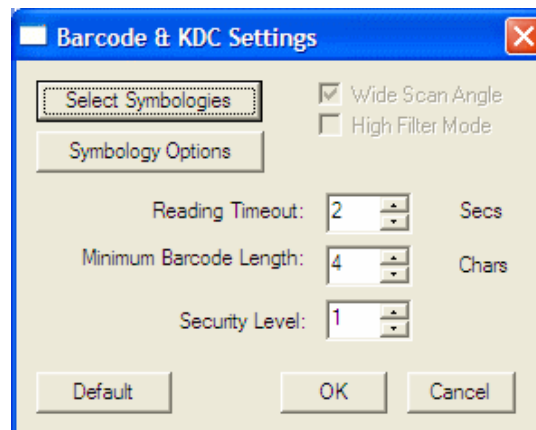 Barcode & KDC Settings
Select Symbologies
Wide Scan Angle
High Filter Mode
Symbology Options
Reading Timeout: 2 Secs
Minimum Barcode Length: 4 Chars
Security Level: 1
Default OK Cancel